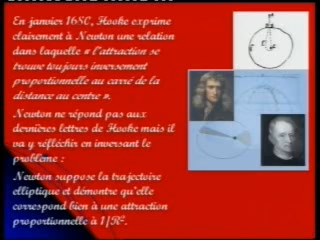 En janvier 1680, Hooke exprime
clairement à Newton une relation
dans laquelle « l'attraction se
trouve toujours inversement
proportionnelle au carré de la
distance au centre ».
Newton ne répond pas aux
dernières lettres de Hooke mais il
va y réfléchir en inversant le
problème :
Newton suppose la trajectoire
elliptique et démontre qu'elle
correspond bien à une attraction
proportionnelle à 1/R².